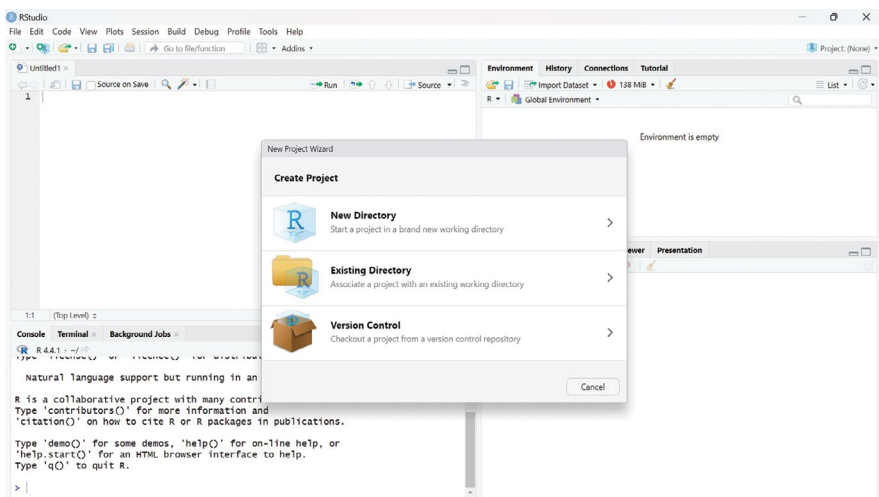 RStudio
File Edit Code View Plots Session Build Debug Profile Tools Help
Go to file/function Addins Project: (None)
Untitled1
Source on Save Run Source
1
Environment History Connections Tutorial
Import Dataset 138 MiB List
R Global Environment
Environment is empty
New Project Wizard
Create Project
New Directory
Start a project in a brand new working directory
Existing Directory
Associate a project with an existing working directory
Version Control
Checkout a project from a version control repository
Cancel
ewer Presentation
1:1 (Top Level)
Console Terminal Background Jobs
R 4.4.1 · ~/
Natural language support but running in an
R is a collaborative project with many contri
Type 'contributors()' for more information and
'citation()' on how to cite R or R packages in publications.
Type 'demo()' for some demos, 'help()' for on-line help, or
'help.start()' for an HTML browser interface to help.
Type 'q()' to quit R.
>